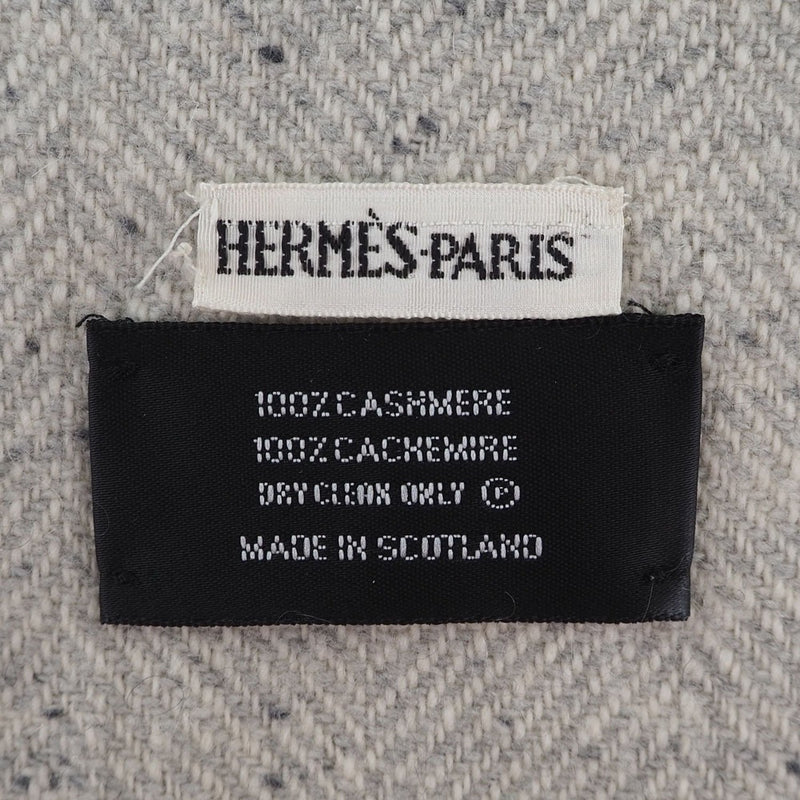 HERMÈS-PARIS
100% CASHMERE
100% CACHEMIRE
DRY CLEAN ONLY Ⓟ
MADE IN SCOTLAND